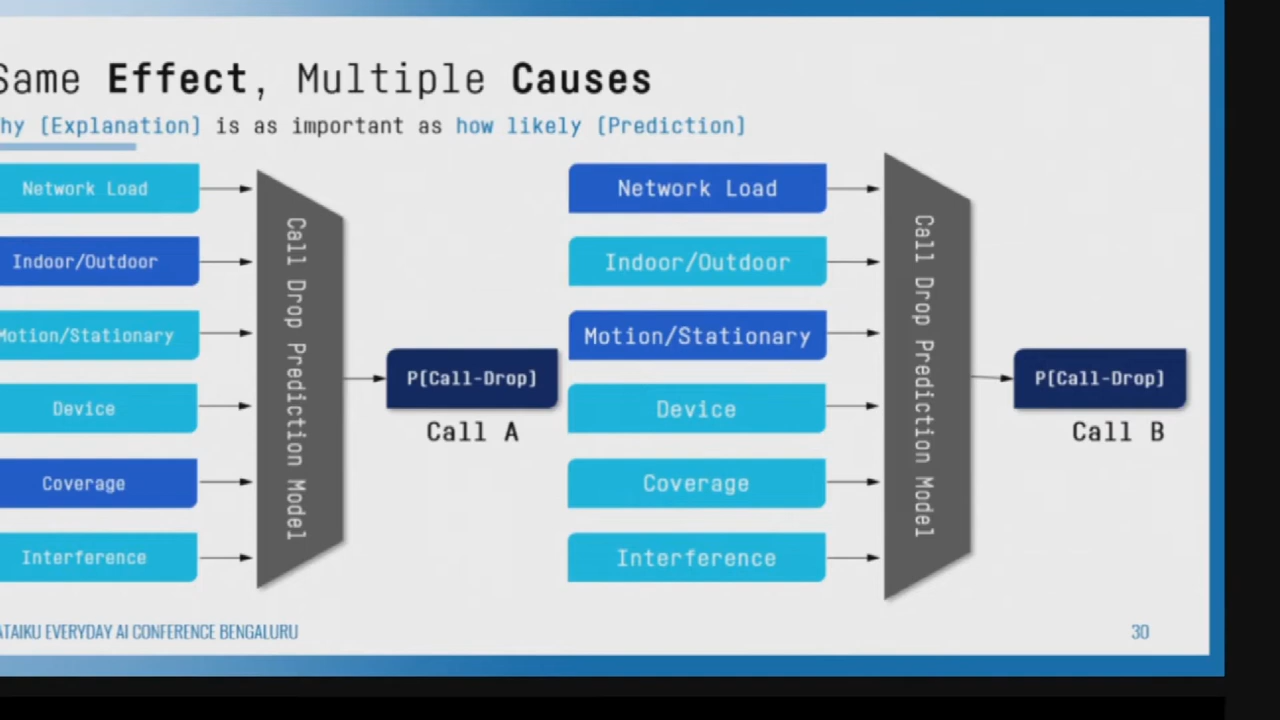 Same Effect, Multiple Causes
hy [Explanation] is as important as how likely [Prediction]
Network Load
Indoor/Outdoor
Motion/Stationary
Device
Coverage
Interference
Call Drop Prediction Model
P[Call-Drop]
Call A
Network Load
Indoor/Outdoor
Motion/Stationary
Device
Coverage
Interference
Call Drop Prediction Model
P[Call-Drop]
Call B
ATAIKU EVERYDAY AI CONFERENCE BENGALURU
30